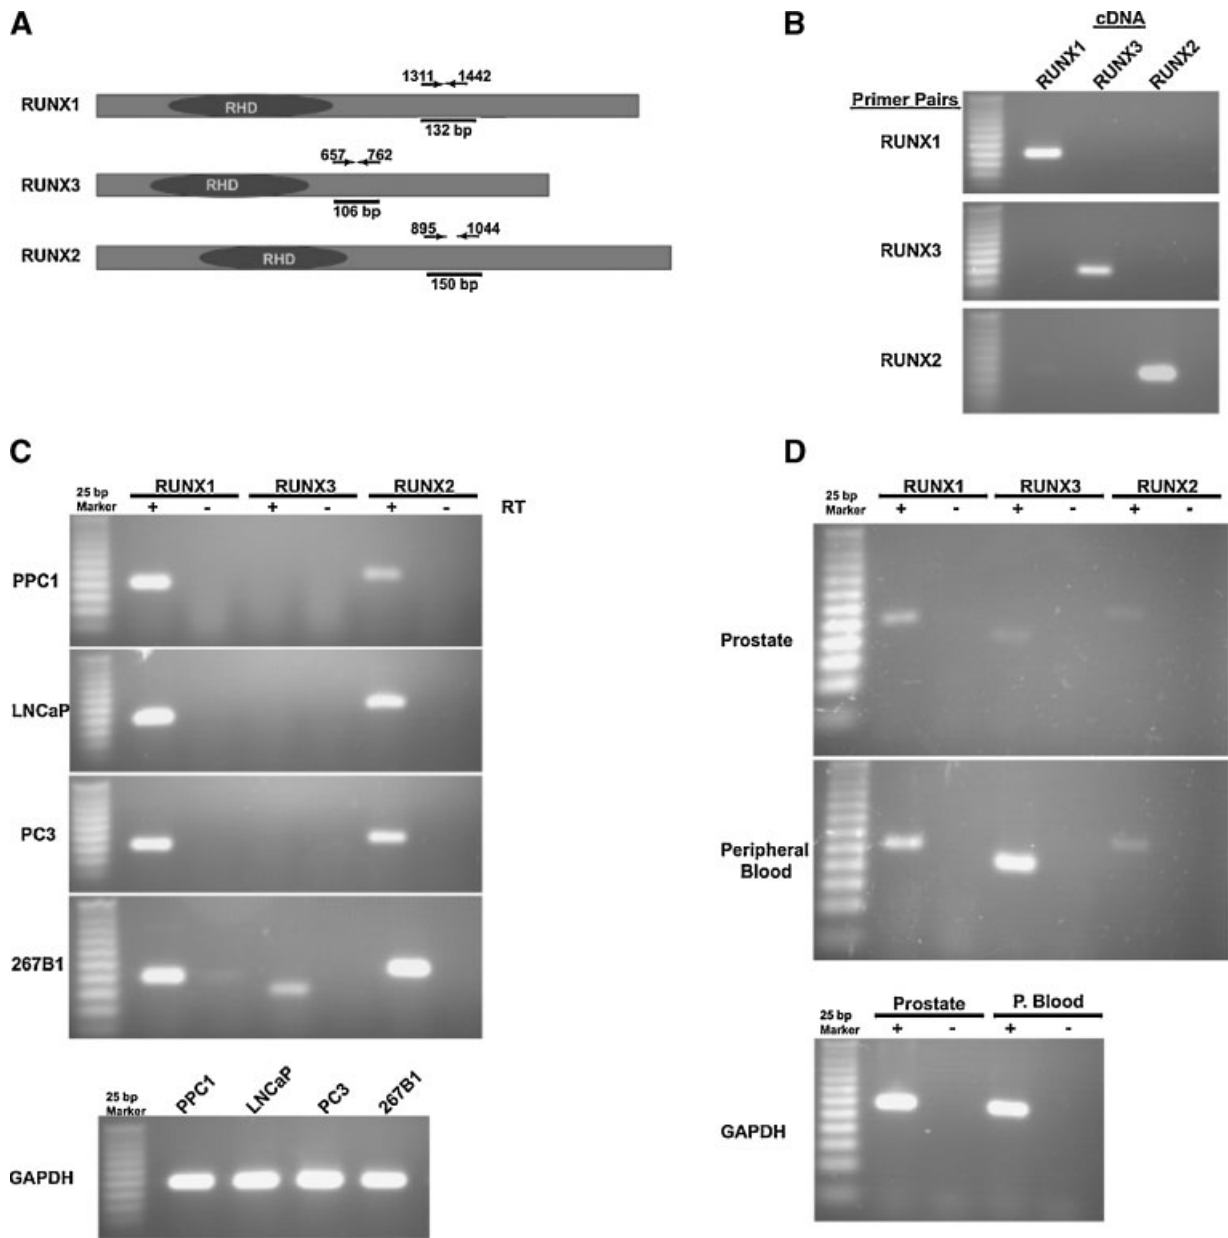 A
1311 1442
RUNX1 RHD
132 bp
657 762
RUNX3 RHD
106 bp
895 1044
RUNX2 RHD
150 bp
B
cDNA
RUNX1 RUNX3 RUNX2
Primer Pairs
RUNX1
RUNX3
RUNX2
C
25 bp Marker
RUNX1 RUNX3 RUNX2
+ - + - + - RT
PPC1
LNCaP
PC3
267B1
25 bp Marker
PPC1 LNCaP PC3 267B1
GAPDH
D
25 bp Marker
RUNX1 RUNX3 RUNX2
+ - + - + -
Prostate
Peripheral
Blood
25 bp Marker
Prostate P. Blood
+ - + -
GAPDH